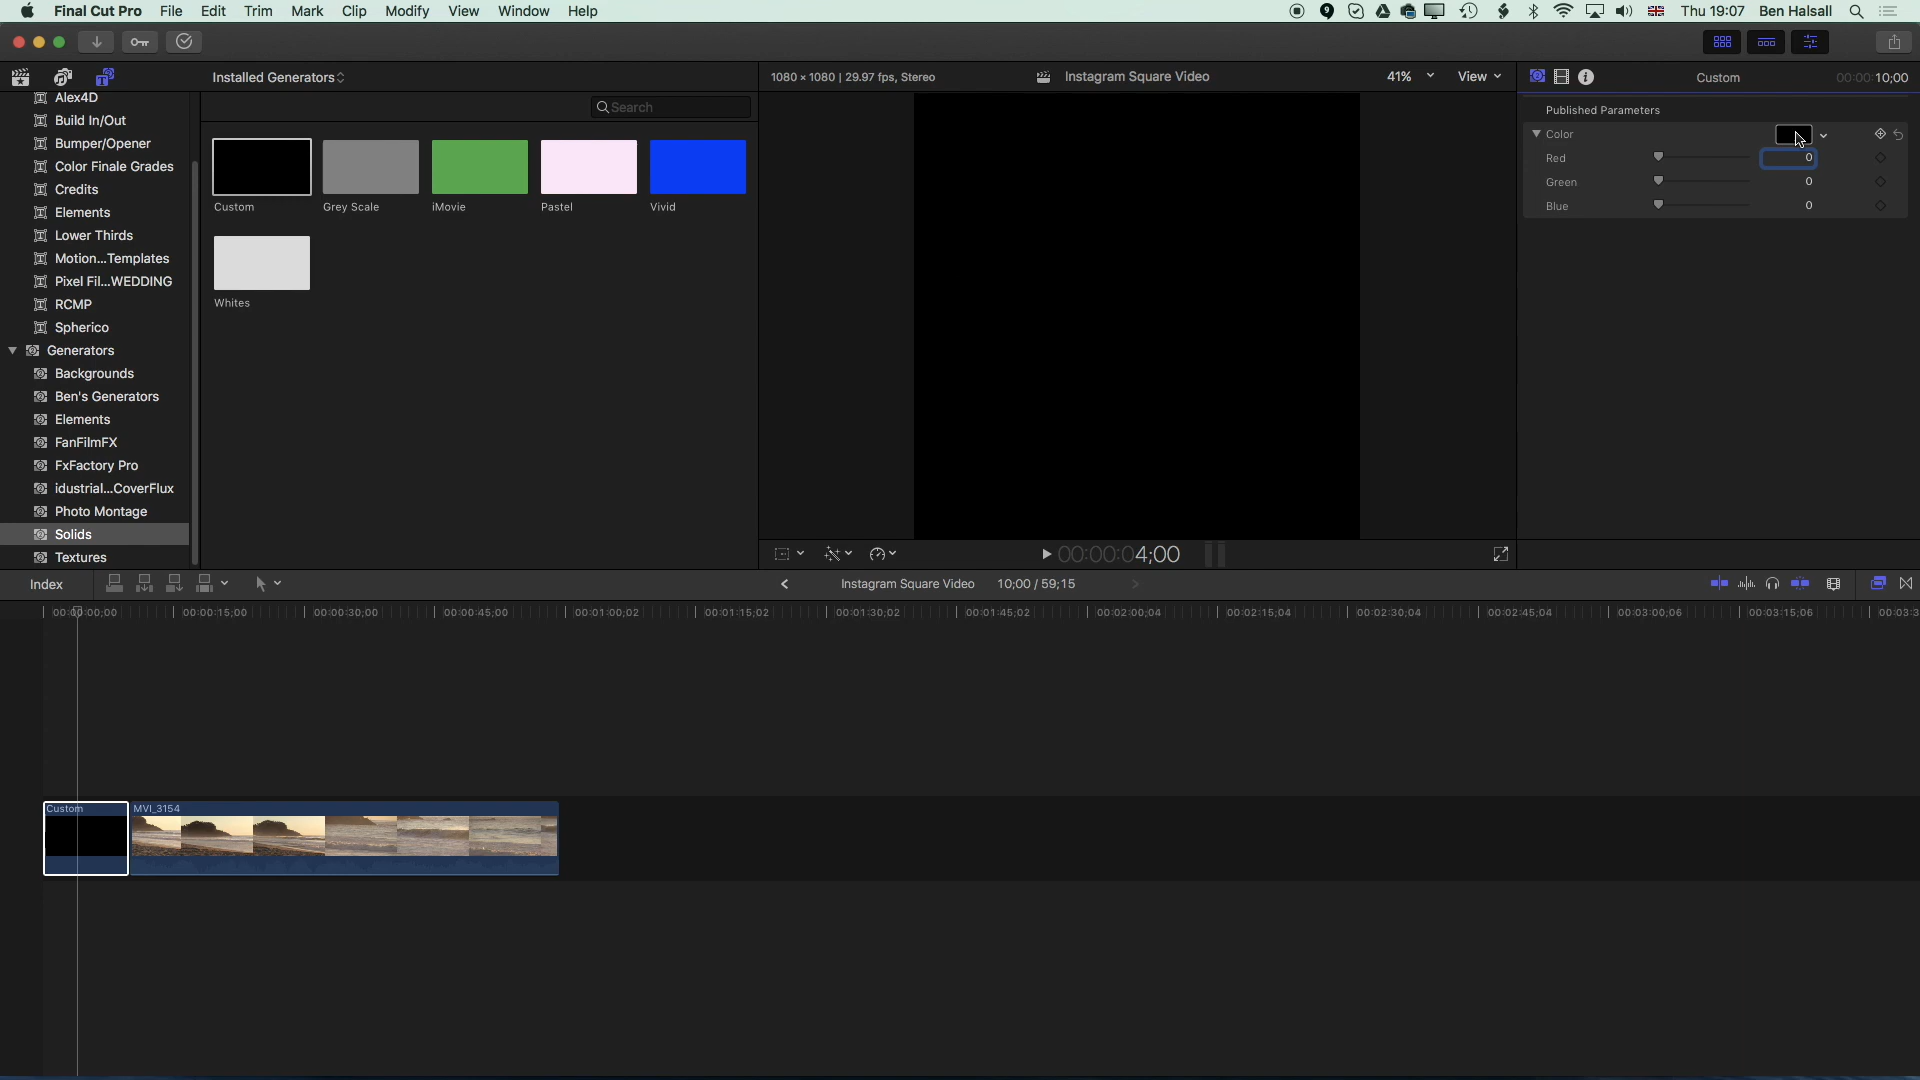 Final Cut Pro File Edit Trim Mark Clip Modify View Window Help
9
Thu 19:07 Ben Halsall
Installed Generators
1080 × 1080 | 29.97 fps, Stereo
Instagram Square Video
41% View
Custom
00:00:10;00
Alex4D
Build In/Out
Bumper/Opener
Color Finale Grades
Credits
Elements
Lower Thirds
Motion...Templates
Pixel Fil...WEDDING
RCMP
Spherico
Generators
Backgrounds
Ben's Generators
Elements
FanFilmFX
FxFactory Pro
idustrial...CoverFlux
Photo Montage
Solids
Textures
Search
Custom
Grey Scale
iMovie
Pastel
Vivid
Whites
Published Parameters
Color
Red 0
Green 0
Blue 0
00:00:04;00
Index
Instagram Square Video 10;00 / 59;15
00:00:00;00 00:00:15;00 00:00:30;00 00:00:45;00 00:01:00;02 00:01:15;02 00:01:30;02 00:01:45;02 00:02:00;04 00:02:15;04 00:02:30;04 00:02:45;04 00:03:00;06 00:03:15;06 00:03:3
Custom
MVI_3154